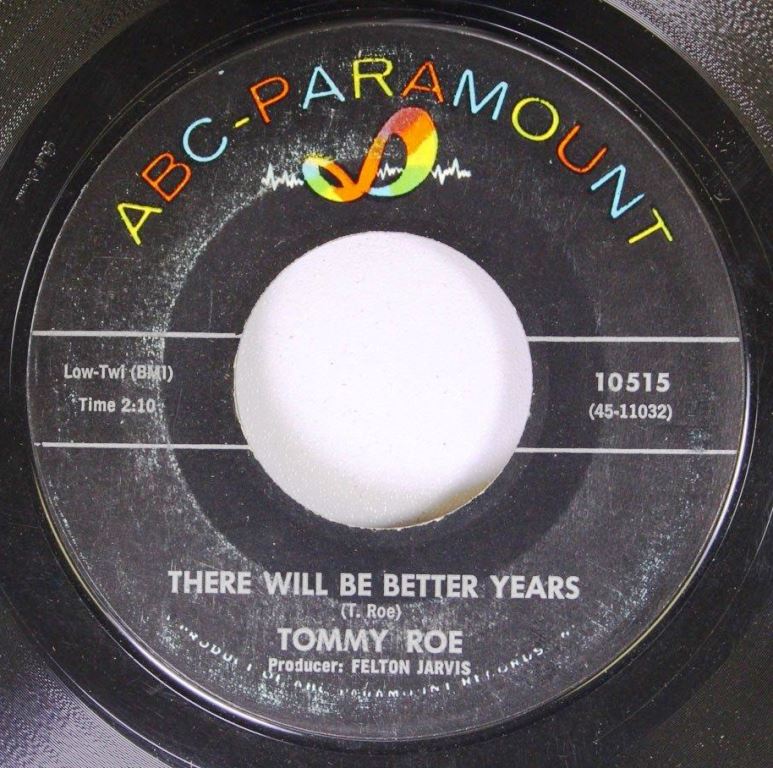 ABC-PARAMOUNT
Low-Twi (BMI)
Time 2:10
10515
(45-11032)
THERE WILL BE BETTER YEARS
(T. Roe)
TOMMY ROE
Producer: FELTON JARVIS